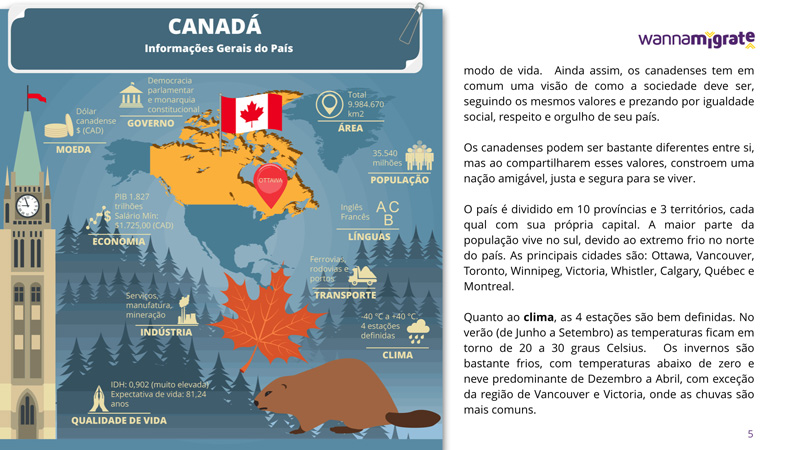 CANADÁ
Informações Gerais do País
Democracia
parlamentar
e monarquia
constitucional
GOVERNO
Dólar
canadense
$ (CAD)
MOEDA
Total
9.984.670
km2
ÁREA
35.540
milhões
POPULAÇÃO
OTTAWA
PIB 1,827
trilhões
Salário Mín:
$1,725,00 (CAD)
ECONOMIA
Inglês
Francês
A C
B
LÍNGUAS
Ferrovia,
rodovias e
portos
TRANSPORTE
Serviços,
manufatura,
mineração
INDÚSTRIA
-40 °C a +40 °C
4 estações
definidas
CLIMA
IDH: 0,902 (muito elevada)
Expectativa de vida: 81,24
anos
QUALIDADE DE VIDA
wannamigrate
modo de vida. Ainda assim, os canadenses tem em
comum uma visão de como a sociedade deve ser,
seguindo os mesmos valores e prezando por igualdade
social, respeito e orgulho de seu país.
Os canadenses podem ser bastante diferentes entre si,
mas ao compartilharem esses valores, constroem uma
nação amigável, justa e segura para se viver.
O país é dividido em 10 províncias e 3 territórios, cada
qual com sua própria capital. A maior parte da
população vive no sul, devido ao extremo frio no norte
do país. As principais cidades são: Ottawa, Vancouver,
Toronto, Winnipeg, Victoria, Whistler, Calgary, Québec e
Montreal.
Quanto ao clima, as 4 estações são bem definidas. No
verão (de Junho a Setembro) as temperaturas ficam em
torno de 20 a 30 graus Celsius. Os invernos são
bastante frios, com temperaturas abaixo de zero e
neve predominante de Dezembro a Abril, com exceção
da região de Vancouver e Victoria, onde as chuvas são
mais comuns.
5